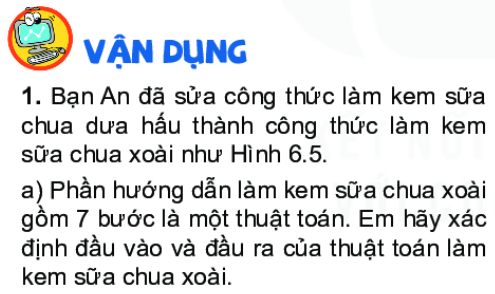 VẬN DỤNG
1. Bạn An đã sửa công thức làm kem sữa
chua dưa hấu thành công thức làm kem
sữa chua xoài như Hình 6.5.
a) Phần hướng dẫn làm kem sữa chua xoài
gồm 7 bước là một thuật toán. Em hãy xác
định đầu vào và đầu ra của thuật toán làm
kem sữa chua xoài.